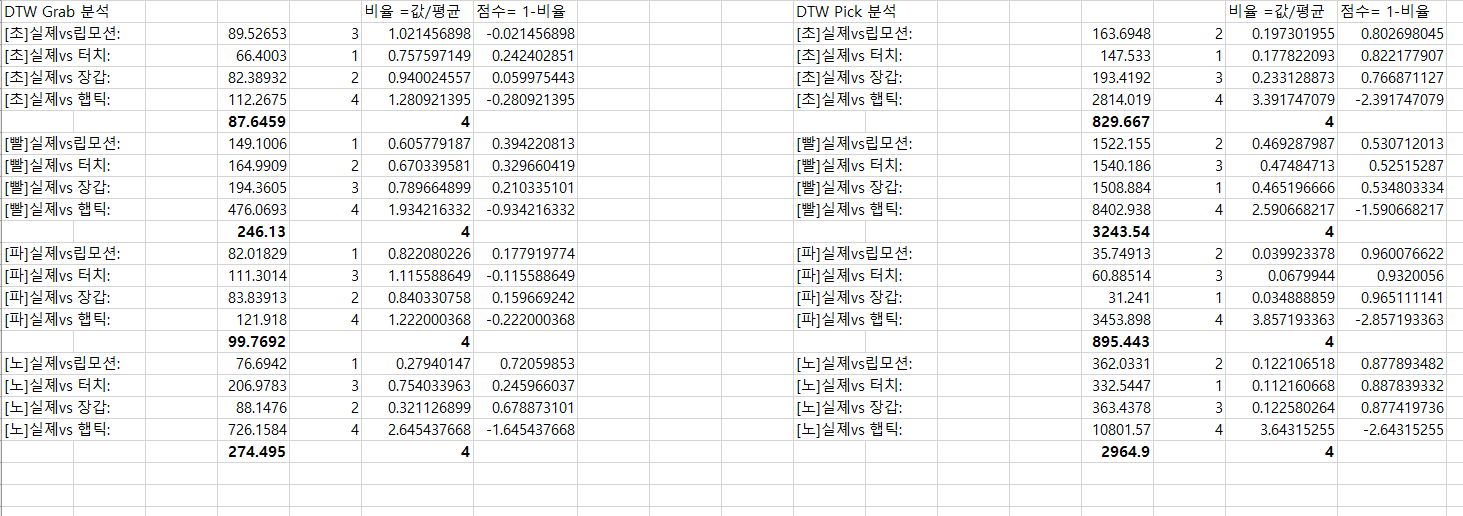 DTW Grab 분석 비율 =값/평균 점수= 1-비율 DTW Pick 분석 비율 =값/평균 점수= 1-비율
[초]실제vs립모션: 89.52653 3 1.021456898 -0.021456898 [초]실제vs립모션: 163.6948 2 0.197301955 0.802698045
[초]실제vs 터치: 66.4003 1 0.757597149 0.242402851 [초]실제vs 터치: 147.533 1 0.177822093 0.822177907
[초]실제vs 장갑: 82.38932 2 0.940024557 0.059975443 [초]실제vs 장갑: 193.4192 3 0.233128873 0.766871127
[초]실제vs 햅틱: 112.2675 4 1.280921395 -0.280921395 [초]실제vs 햅틱: 2814.019 4 3.391747079 -2.391747079
87.6459 4 829.667 4
[빨]실제vs립모션: 149.1006 1 0.605779187 0.394220813 [빨]실제vs립모션: 1522.155 2 0.469287987 0.530712013
[빨]실제vs 터치: 164.9909 2 0.670339581 0.329660419 [빨]실제vs 터치: 1540.186 3 0.47484713 0.52515287
[빨]실제vs 장갑: 194.3605 3 0.789664899 0.210335101 [빨]실제vs 장갑: 1508.884 1 0.465196666 0.534803334
[빨]실제vs 햅틱: 476.0693 4 1.934216332 -0.934216332 [빨]실제vs 햅틱: 8402.938 4 2.590668217 -1.590668217
246.13 4 3243.54 4
[파]실제vs립모션: 82.01829 1 0.822080226 0.177919774 [파]실제vs립모션: 35.74913 2 0.039923378 0.960076622
[파]실제vs 터치: 111.3014 3 1.115588649 -0.115588649 [파]실제vs 터치: 60.88514 3 0.0679944 0.9320056
[파]실제vs 장갑: 83.83913 2 0.840330758 0.159669242 [파]실제vs 장갑: 31.241 1 0.034888859 0.965111141
[파]실제vs 햅틱: 121.918 4 1.222000368 -0.222000368 [파]실제vs 햅틱: 3453.898 4 3.857193363 -2.857193363
99.7692 4 895.443 4
[노]실제vs립모션: 76.6942 1 0.27940147 0.72059853 [노]실제vs립모션: 362.0331 2 0.122106518 0.877893482
[노]실제vs 터치: 206.9783 3 0.754033963 0.245966037 [노]실제vs 터치: 332.5447 1 0.112160668 0.887839332
[노]실제vs 장갑: 88.1476 2 0.321126899 0.678873101 [노]실제vs 장갑: 363.4378 3 0.122580264 0.877419736
[노]실제vs 햅틱: 726.1584 4 2.645437668 -1.645437668 [노]실제vs 햅틱: 10801.57 4 3.64315255 -2.64315255
274.495 4 2964.9 4